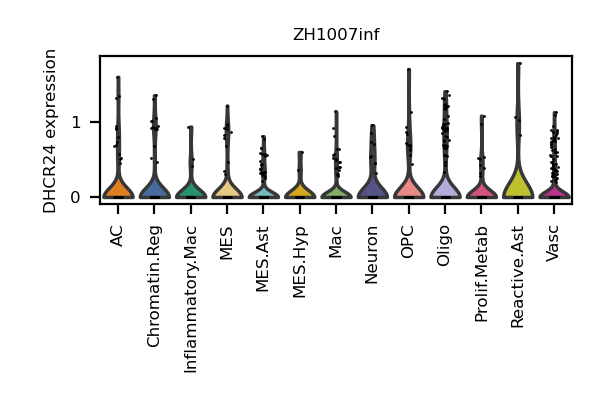 ZH1007inf
DHCR24 expression
1
0
AC
Chromatin.Reg
Inflammatory.Mac
MES
MES.Ast
MES.Hyp
Mac
Neuron
OPC
Oligo
Prolif.Metab
Reactive.Ast
Vasc